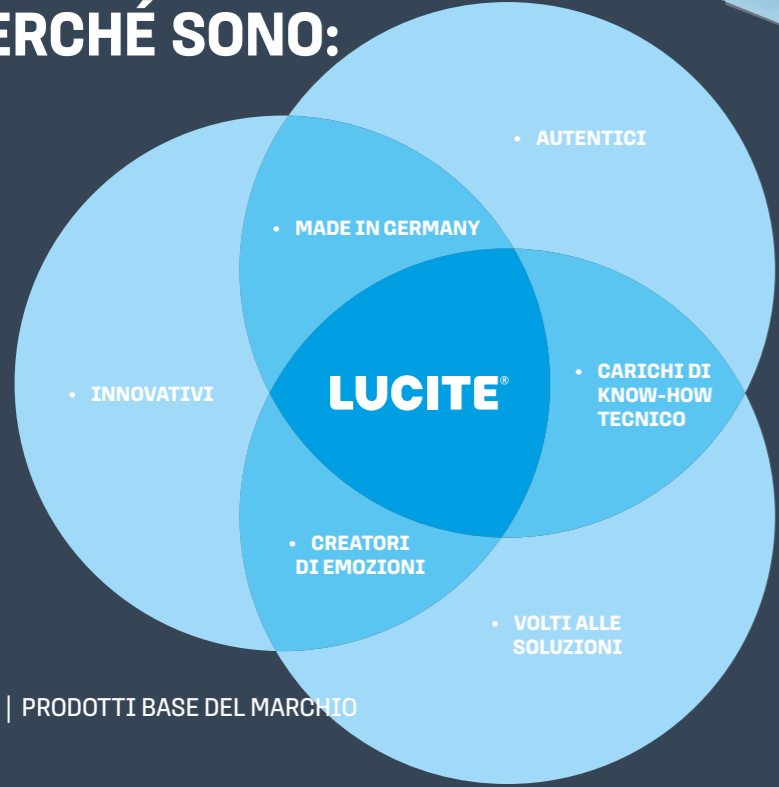 ERCHÉ SONO:
• AUTENTICI
• MADE IN GERMANY
• INNOVATIVI
LUCITE®
• CARICHI DI
KNOW-HOW
TECNICO
• CREATORI
DI EMOZIONI
• VOLTI ALLE
SOLUZIONI
| PRODOTTI BASE DEL MARCHIO